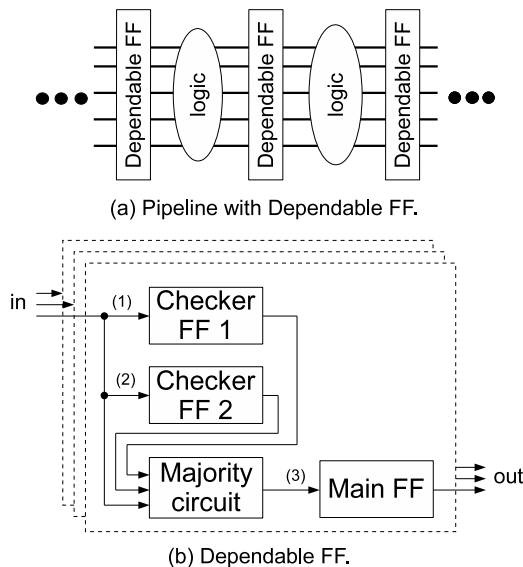 Dependable FF
logic
Dependable FF
logic
Dependable FF
(a) Pipeline with Dependable FF.
in
(1)
Checker
FF 1
(2)
Checker
FF 2
Majority
circuit
(3)
Main FF
out
(b) Dependable FF.